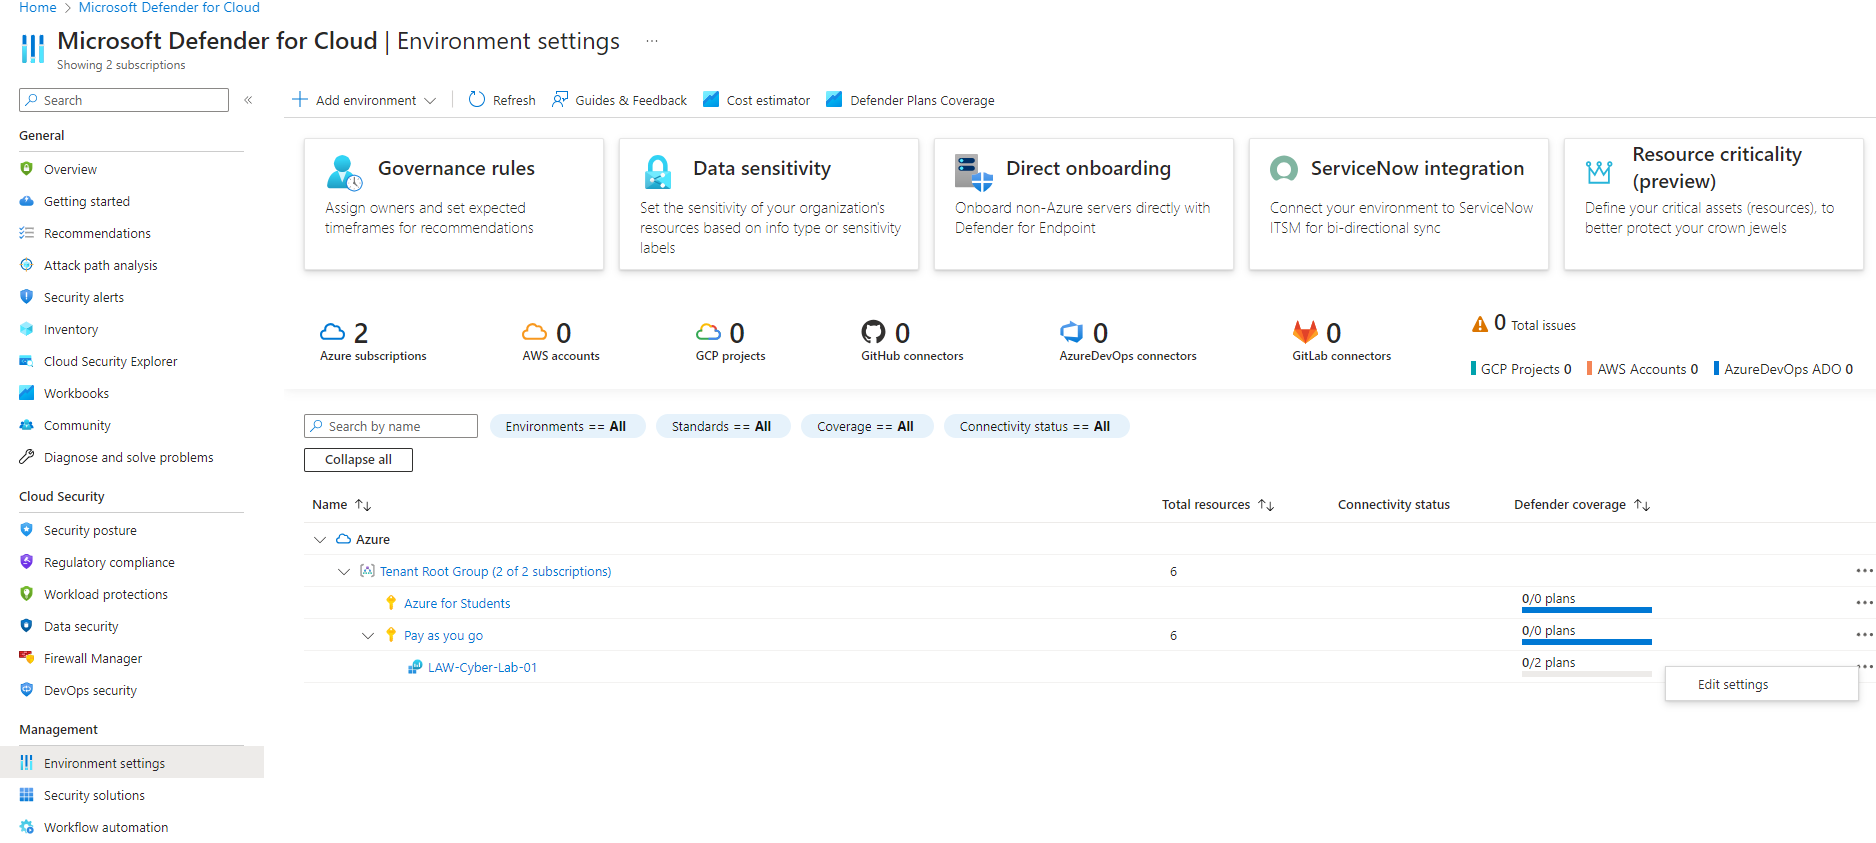 Home > Microsoft Defender for Cloud
Microsoft Defender for Cloud | Environment settings ...
Showing 2 subscriptions
Search
«
General
Overview
Getting started
Recommendations
Attack path analysis
Security alerts
Inventory
Cloud Security Explorer
Workbooks
Community
Diagnose and solve problems
Cloud Security
Security posture
Regulatory compliance
Workload protections
Data security
Firewall Manager
DevOps security
Management
Environment settings
Security solutions
Workflow automation
Add environment
Refresh
Guides & Feedback
Cost estimator
Defender Plans Coverage
Governance rules
Assign owners and set expected
timeframes for recommendations
Data sensitivity
Set the sensitivity of your organization's
resources based on info type or sensitivity
labels
Direct onboarding
Onboard non-Azure servers directly with
Defender for Endpoint
ServiceNow integration
Connect your environment to ServiceNow
ITSM for bi-directional sync
Resource criticality
(preview)
Define your critical assets (resources), to
better protect your crown jewels
2
Azure subscriptions
0
AWS accounts
0
GCP projects
0
GitHub connectors
0
AzureDevOps connectors
0
GitLab connectors
0 Total issues
GCP Projects 0
AWS Accounts 0
AzureDevOps ADO 0
Search by name
Environments == All
Standards == All
Coverage == All
Connectivity status == All
Collapse all
Name ↑↓ Total resources ↑↓ Connectivity status Defender coverage ↑↓
Azure
Tenant Root Group (2 of 2 subscriptions) 6 ...
Azure for Students 0/0 plans ...
Pay as you go 6 0/0 plans ...
LAW-Cyber-Lab-01 0/2 plans ...
Edit settings